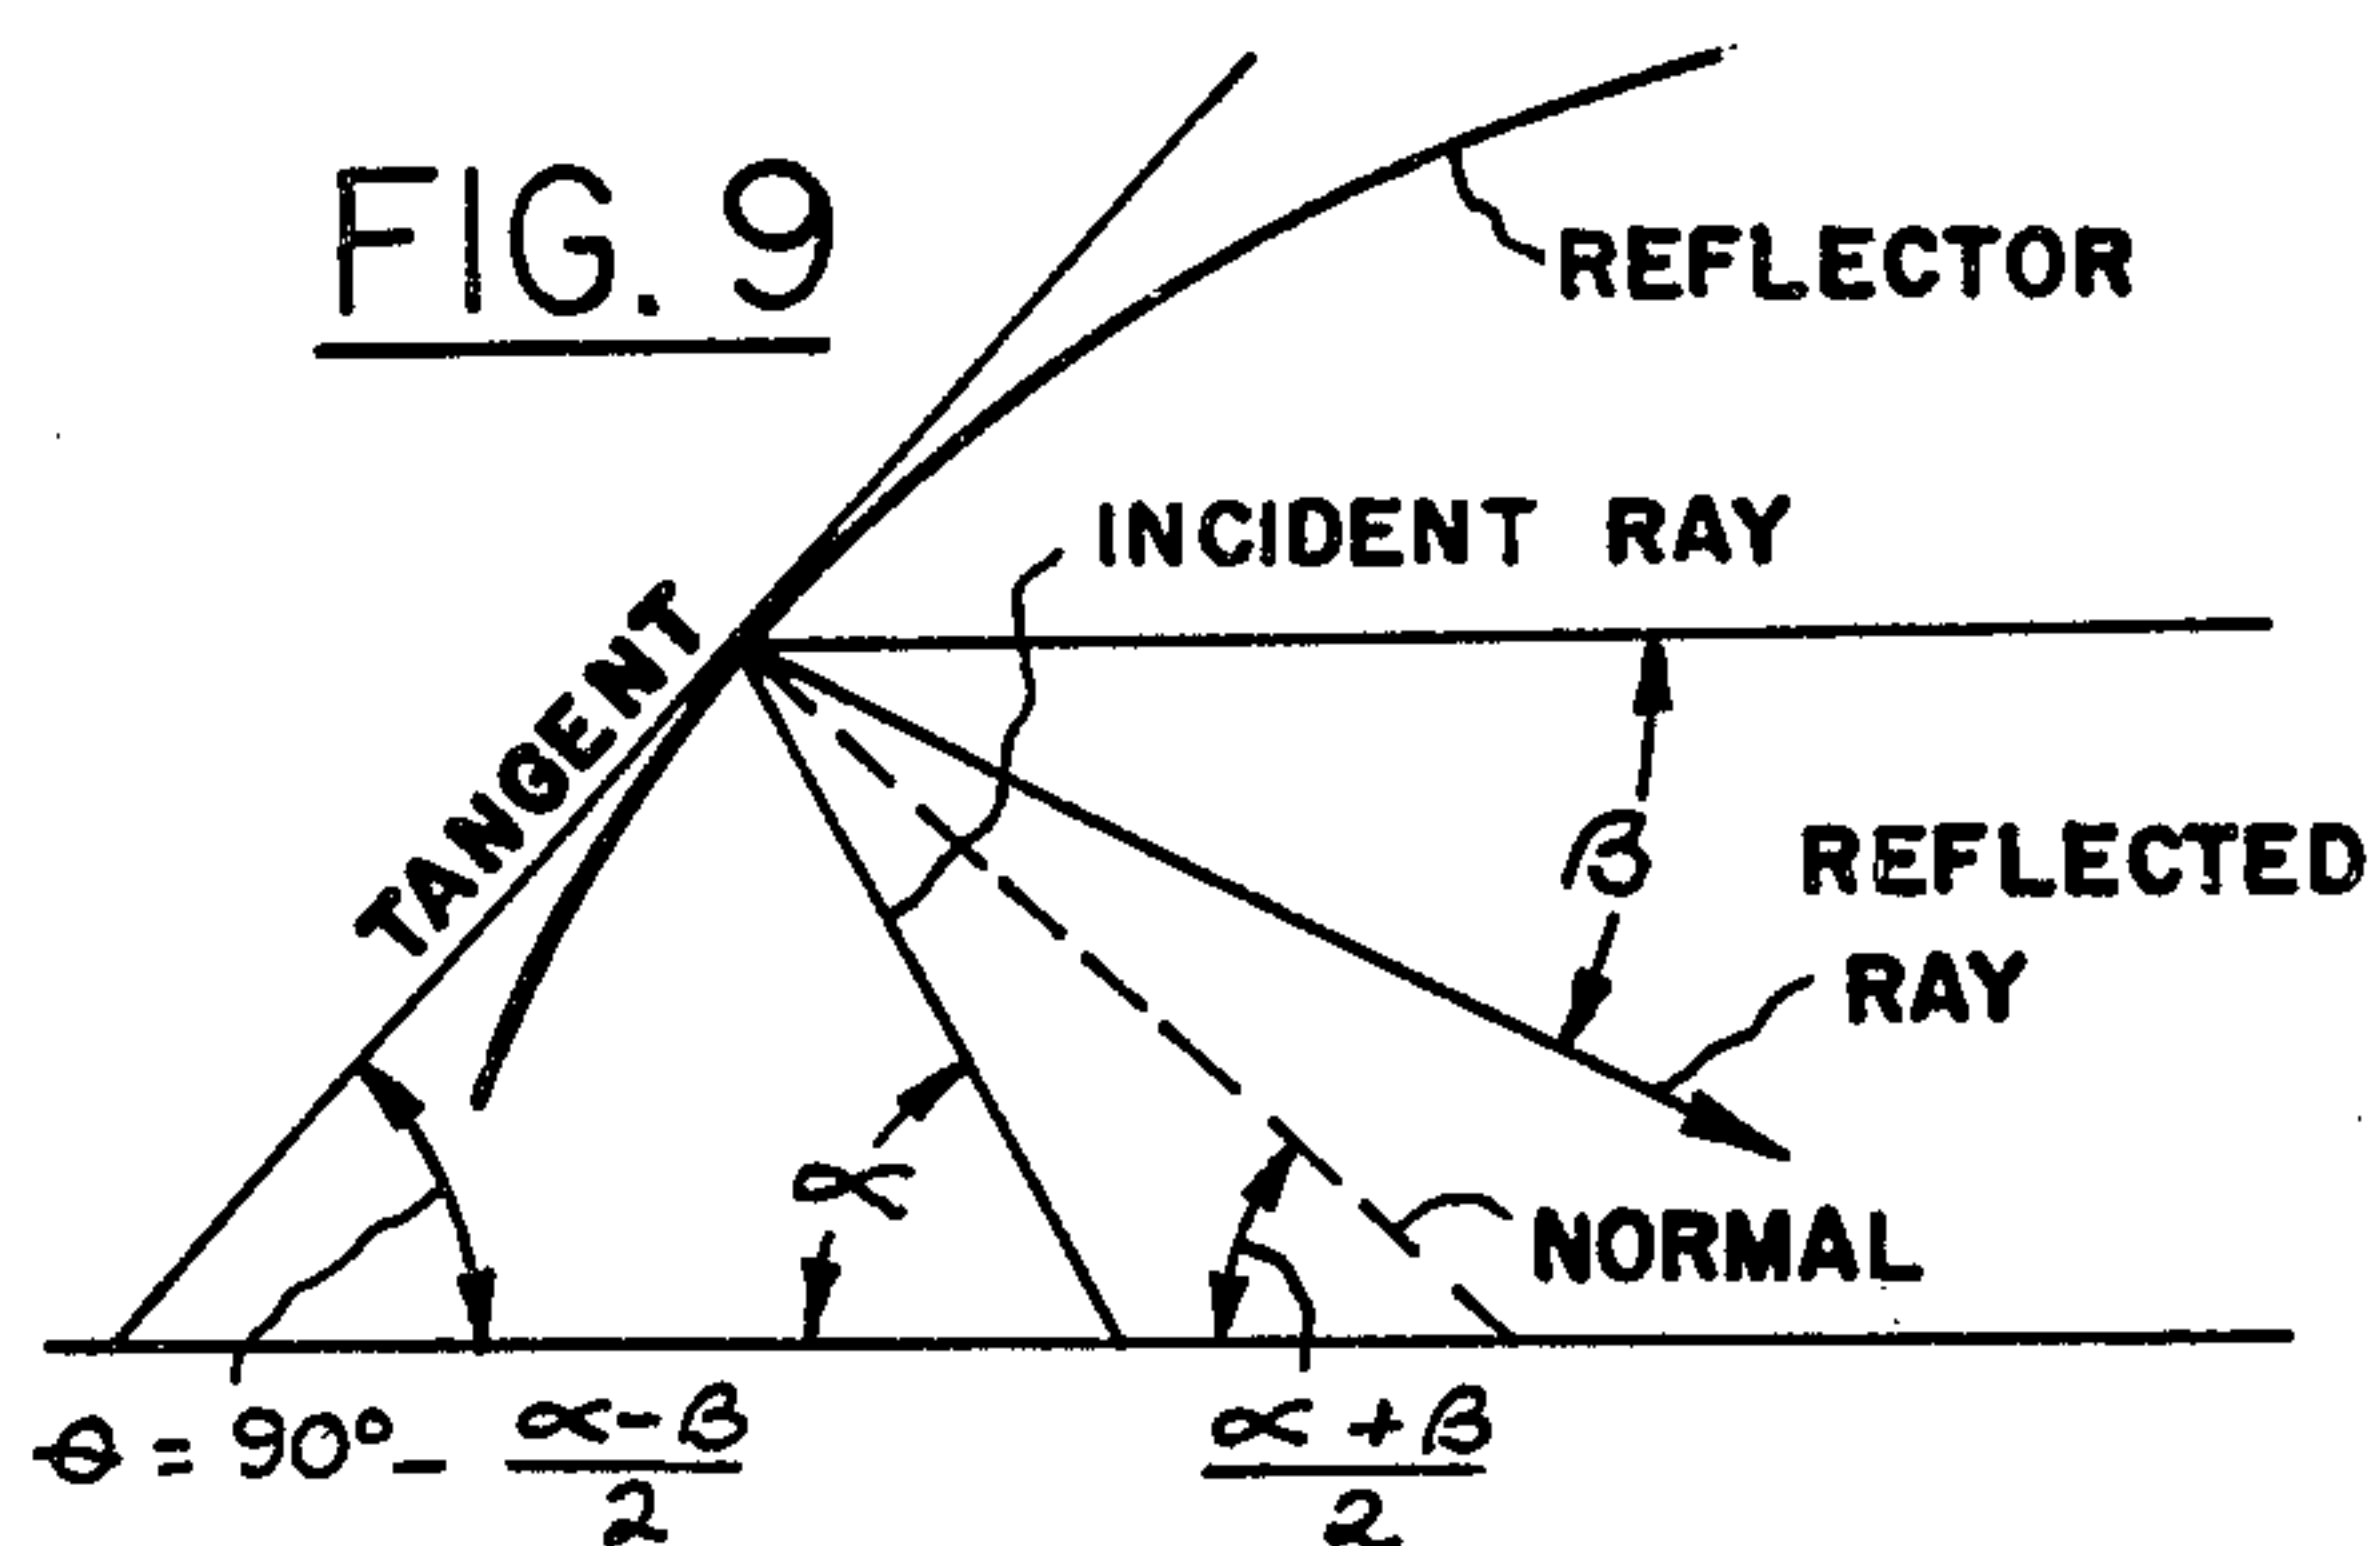 FIG. 9
REFLECTOR
INCIDENT RAY
TANGENT
β
REFLECTED
RAY
α
NORMAL
θ = 90° - α-β/2
α + β/2